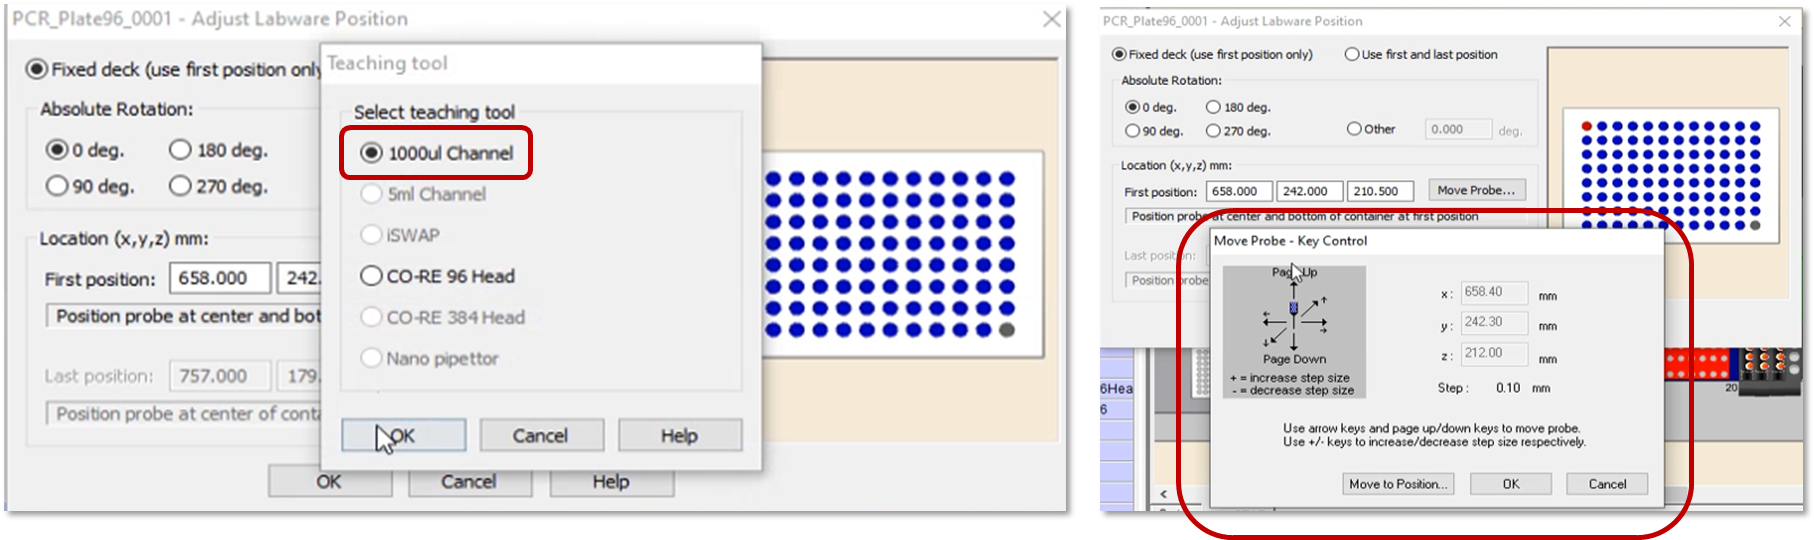 PCR_Plate96_0001 - Adjust Labware Position
Fixed deck (use first position only
Absolute Rotation:
0 deg. 180 deg.
90 deg. 270 deg.
Location (x,y,z) mm:
First position: 658.000 242.
Position probe at center and bot
Last position: 757.000 179.
Position probe at center of conta
OK Cancel Help
Teaching tool
Select teaching tool
1000ul Channel
5ml Channel
iSWAP
CO-RE 96 Head
CO-RE 384 Head
Nano pipettor
OK Cancel Help
PCR_Plate96_0001 - Adjust Labware Position
Fixed deck (use first position only) Use first and last position
Absolute Rotation:
0 deg. 180 deg.
90 deg. 270 deg. Other 0.000 deg.
Location (x,y,z) mm:
First position: 658.000 242.000 210.500 Move Probe...
Position probe at center and bottom of container at first position
Last position:
Position probe
Move Probe - Key Control
Page Up
Page Down
+ = increase step size
- = decrease step size
x: 658.40 mm
y: 242.30 mm
z: 212.00 mm
Step: 0.10 mm
Use arrow keys and page up/down keys to move probe.
Use +/- keys to increase/decrease step size respectively.
Move to Position... OK Cancel
6Hea
6
20